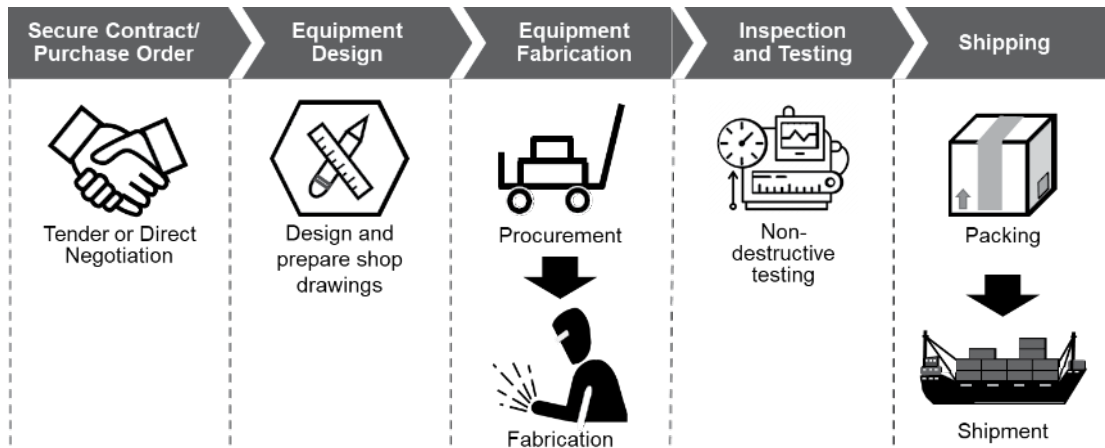 Secure Contract/
Purchase Order
Equipment
Design
Equipment
Fabrication
Inspection
and Testing
Shipping
Tender or Direct
Negotiation
Design and
prepare shop
drawings
Procurement
Fabrication
Non-
destructive
testing
Packing
Shipment